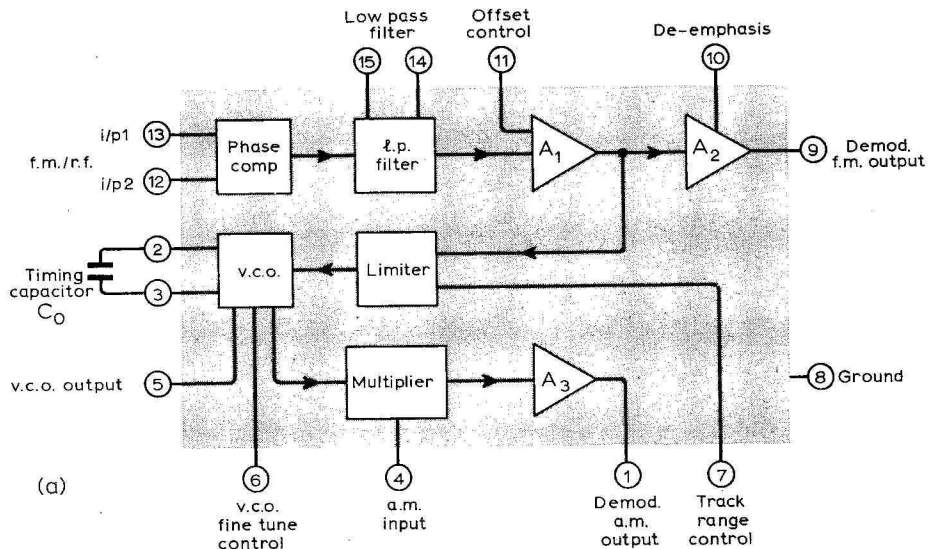 Low pass
filter
Offset
control
De-emphasis
15
14
11
10
i/p1
13
f.m./r.f.
i/p2
12
Phase
comp
ℓ.p.
filter
A1
A2
9
Demod.
f.m. output
2
3
Timing
capacitor
C0
v.c.o.
Limiter
v.c.o. output
5
Multiplier
A3
8
Ground
(a)
6
4
1
7
v.c.o.
fine tune
control
a.m.
input
Demod.
a.m.
output
Track
range
control